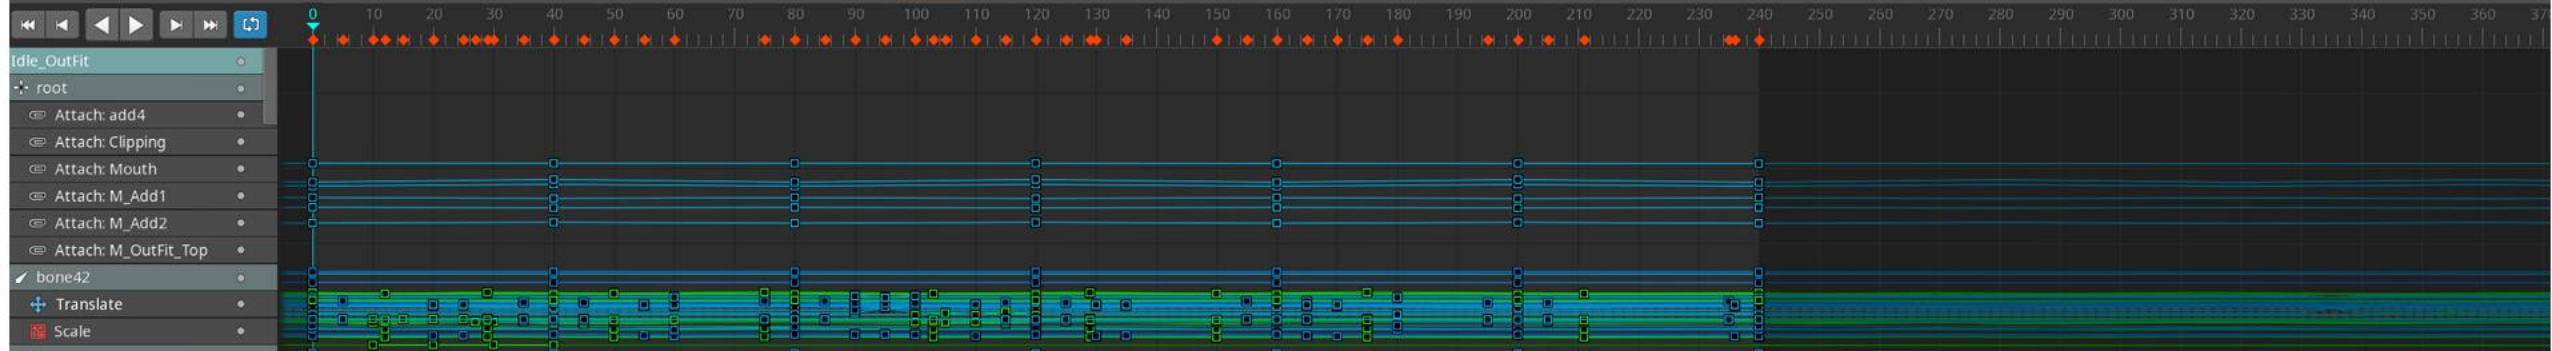 0 10 20 30 40 50 60 70 80 90 100 110 120 130 140 150 160 170 180 190 200 210 220 230 240 250 260 270 280 290 300 310 320 330 340 350 360 370
Idle_OutFit
root
Attach: add4
Attach: Clipping
Attach: Mouth
Attach: M_Add1
Attach: M_Add2
Attach: M_OutFit_Top
bone42
Translate
Scale